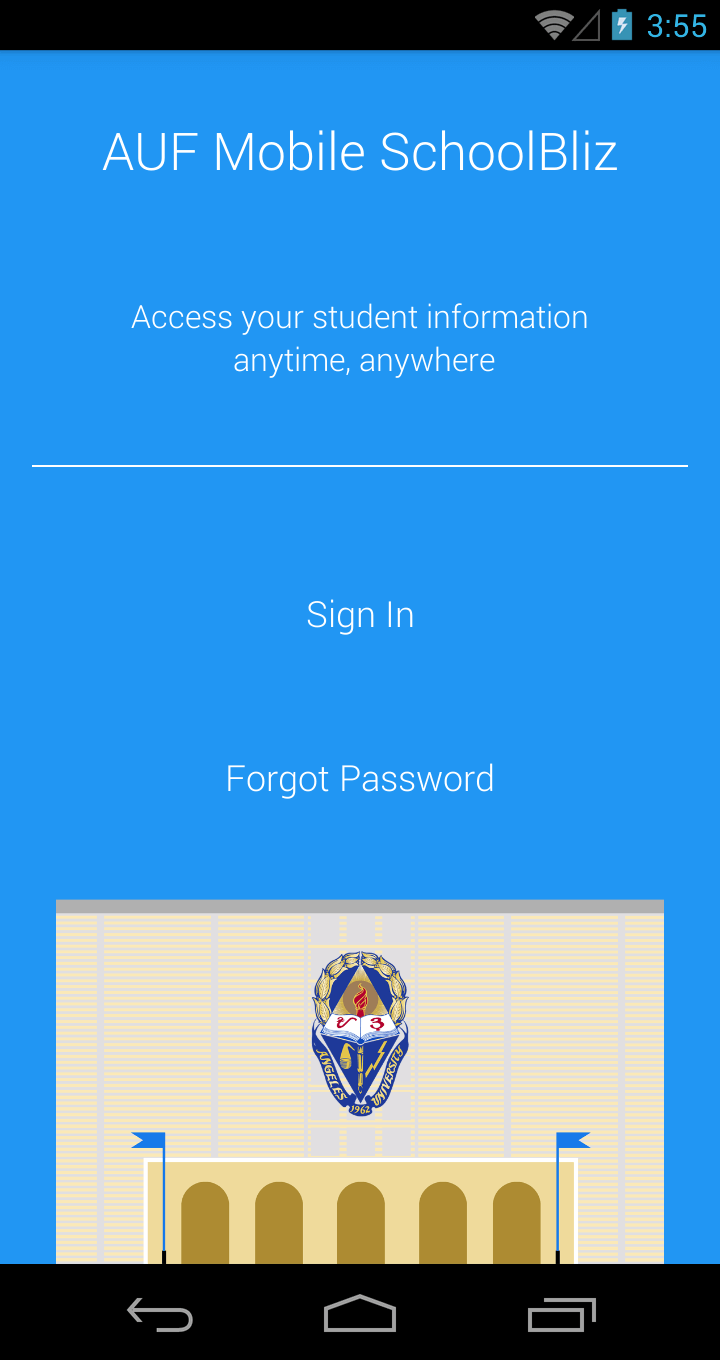 3:55
AUF Mobile SchoolBliz
Access your student information
anytime, anywhere
Sign In
Forgot Password
ANGELES
UNIVERSITY
1962